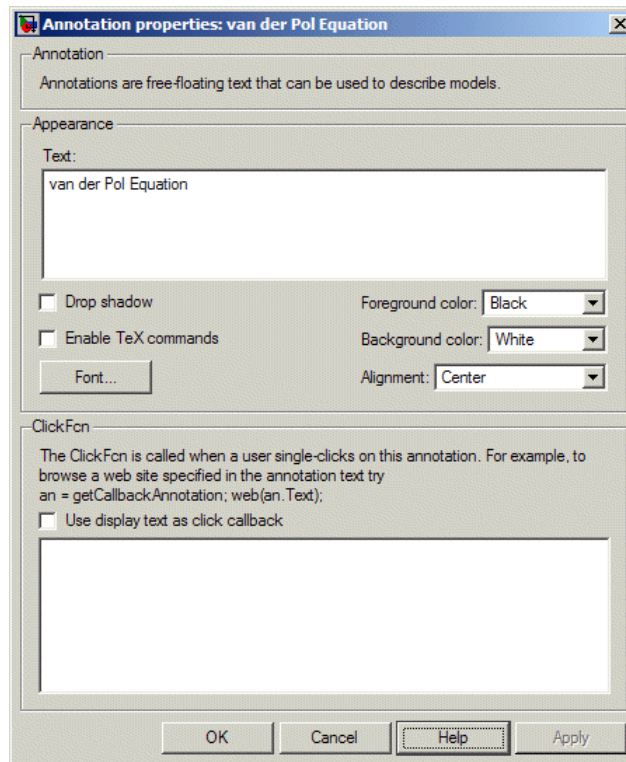 Annotation properties: van der Pol Equation
Annotation
Annotations are free-floating text that can be used to describe models.
Appearance
Text:
van der Pol Equation
Drop shadow
Foreground color: Black
Enable TeX commands
Background color: White
Font...
Alignment: Center
ClickFcn
The ClickFcn is called when a user single-clicks on this annotation. For example, to
browse a web site specified in the annotation text try
an = getCallbackAnnotation; web(an.Text);
Use display text as click callback
OK Cancel Help Apply